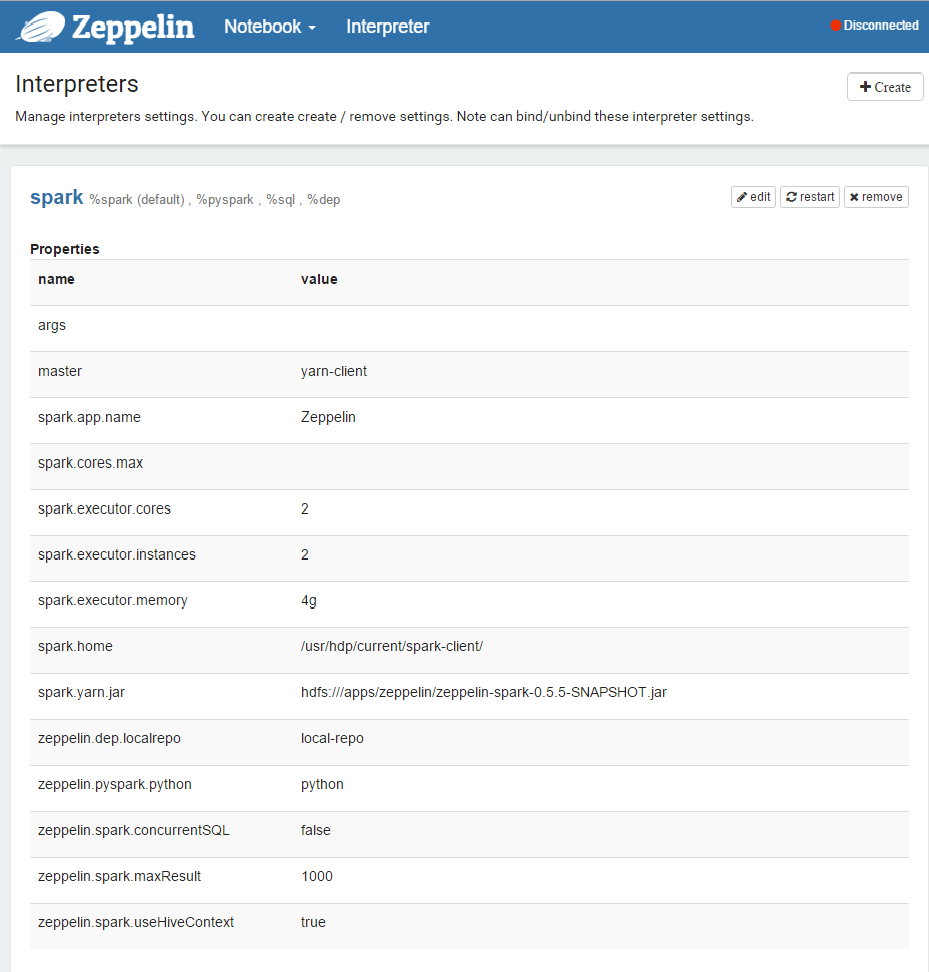 Zeppelin Notebook Interpreter Disconnected
Interpreters
Create
Manage interpreters settings. You can create create / remove settings. Note can bind/unbind these interpreter settings.
spark %spark (default) , %pyspark , %sql , %dep edit restart remove
Properties
name value
args
master yarn-client
spark.app.name Zeppelin
spark.cores.max
spark.executor.cores 2
spark.executor.instances 2
spark.executor.memory 4g
spark.home /usr/hdp/current/spark-client/
spark.yarn.jar hdfs:///apps/zeppelin/zeppelin-spark-0.5.5-SNAPSHOT.jar
zeppelin.dep.localrepo local-repo
zeppelin.pyspark.python python
zeppelin.spark.concurrentSQL false
zeppelin.spark.maxResult 1000
zeppelin.spark.useHiveContext true